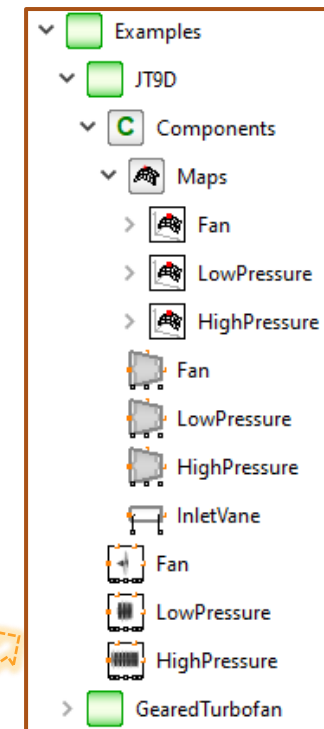 Examples
JT9D
C Components
Maps
Fan
LowPressure
HighPressure
Fan
LowPressure
HighPressure
InletVane
Fan
LowPressure
HighPressure
GearedTurbofan